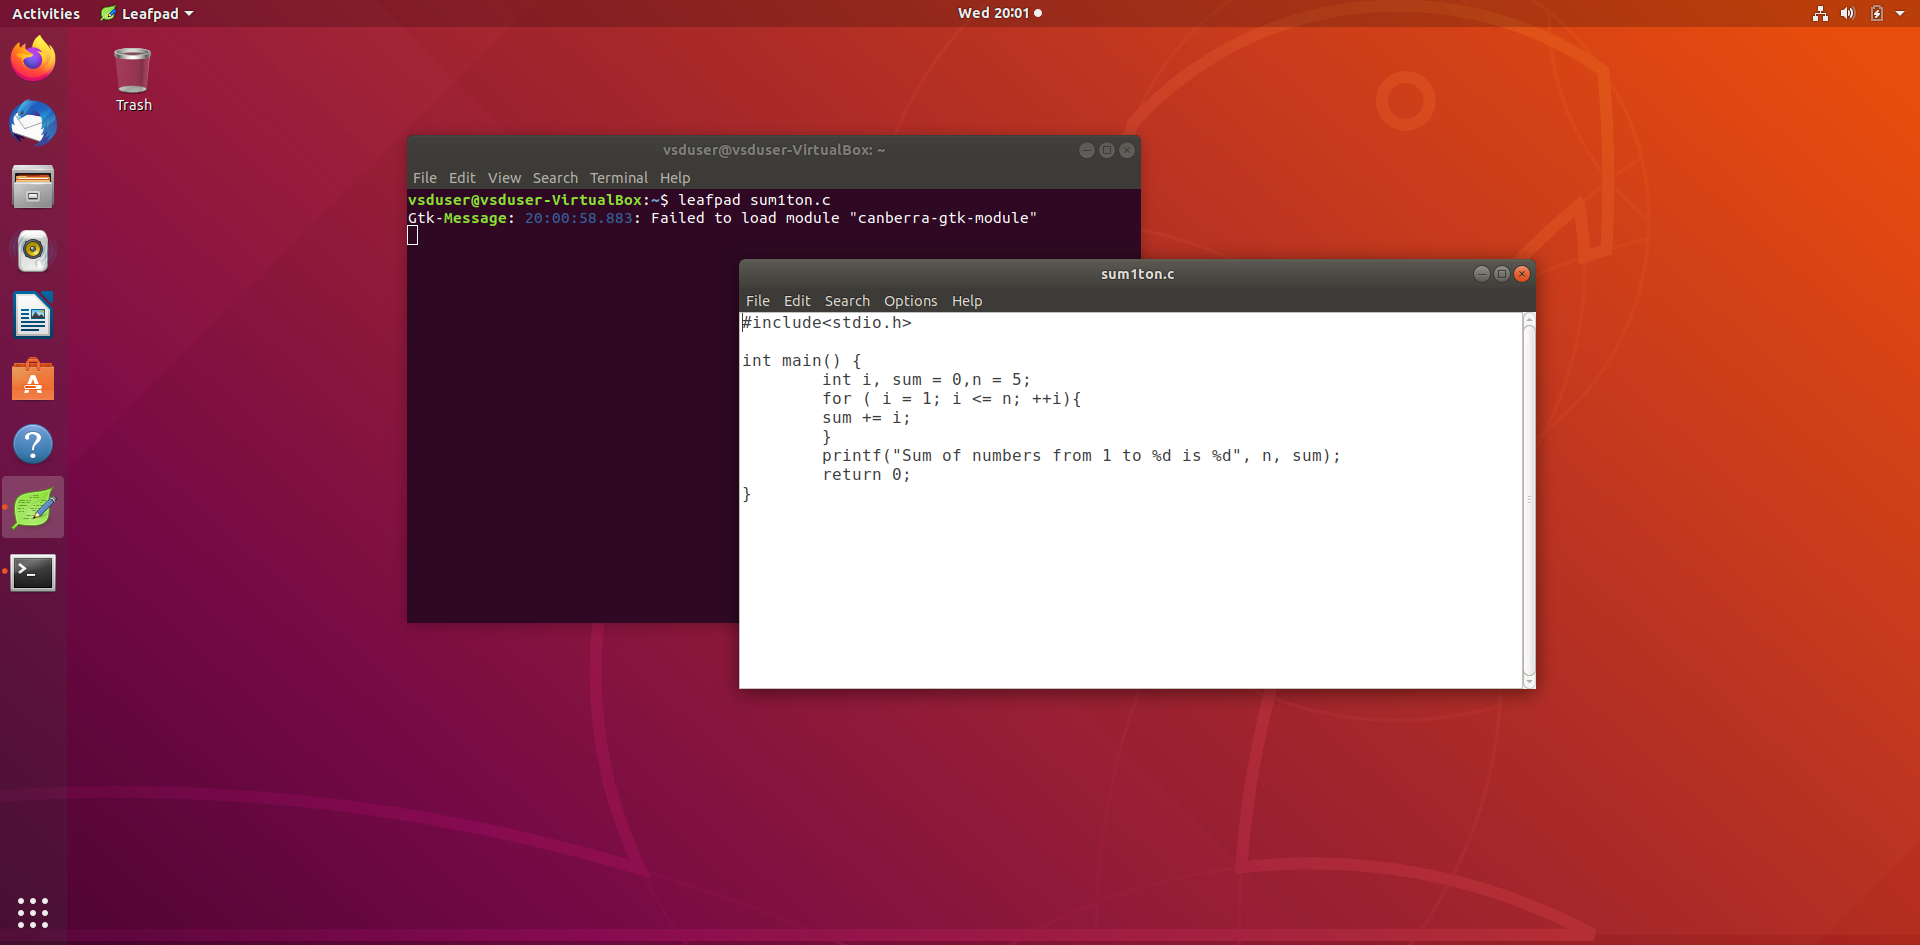 Activities Leafpad Wed 20:01
Trash
vsduser@vsduser-VirtualBox: ~
File Edit View Search Terminal Help
vsduser@vsduser-VirtualBox:~$ leafpad sum1ton.c
Gtk-Message: 20:00:58.883: Failed to load module "canberra-gtk-module"
sum1ton.c
File Edit Search Options Help
#include<stdio.h>
int main() {
        int i, sum = 0,n = 5;
        for ( i = 1; i <= n; ++i){
        sum += i;
        }
        printf("Sum of numbers from 1 to %d is %d", n, sum);
        return 0;
}